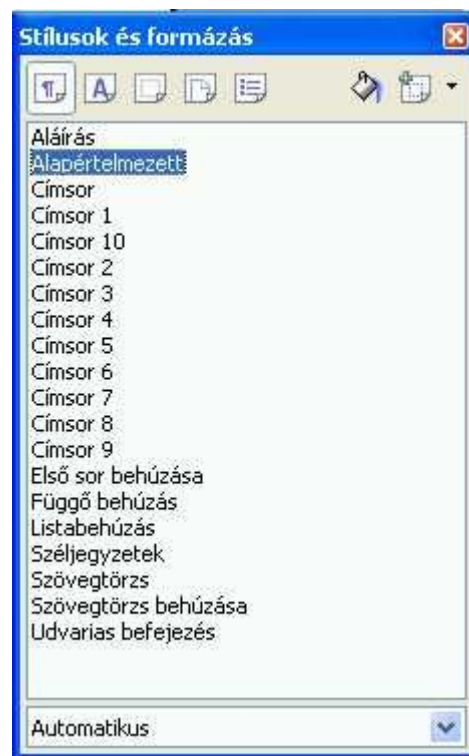 Stílusok és formázás
Aláírás
Alapértelmezett
Címsor
Címsor 1
Címsor 10
Címsor 2
Címsor 3
Címsor 4
Címsor 5
Címsor 6
Címsor 7
Címsor 8
Címsor 9
Első sor behúzása
Függő behúzás
Listabehúzás
Széljegyzetek
Szövegtörzs
Szövegtörzs behúzása
Udvarias befejezés
Automatikus